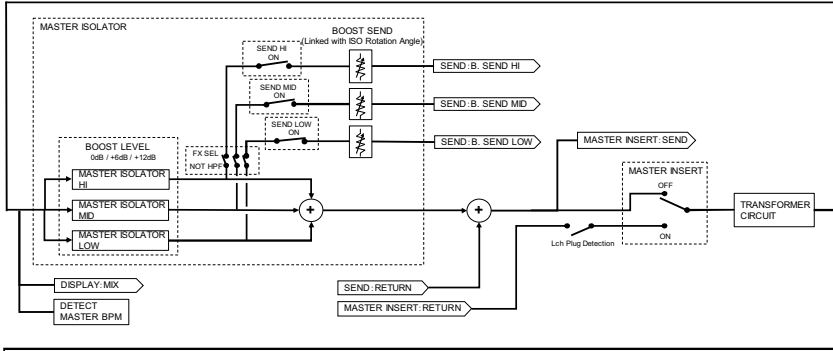 MASTER ISOLATOR
BOOST SEND
(Linked with ISO Rotation Angle)
SEND HI
ON
SEND:B. SEND HI
SEND MID
ON
SEND:B. SEND MID
SEND LOW
ON
SEND:B. SEND LOW
BOOST LEVEL
0dB / +6dB / +12dB
FX SEL
NOT HPF
MASTER ISOLATOR
HI
MASTER ISOLATOR
MID
MASTER ISOLATOR
LOW
MASTER INSERT:SEND
MASTER INSERT
OFF
ON
TRANSFORMER
CIRCUIT
Lch Plug Detection
DISPLAY:MIX
DETECT
MASTER BPM
SEND:RETURN
MASTER INSERT:RETURN